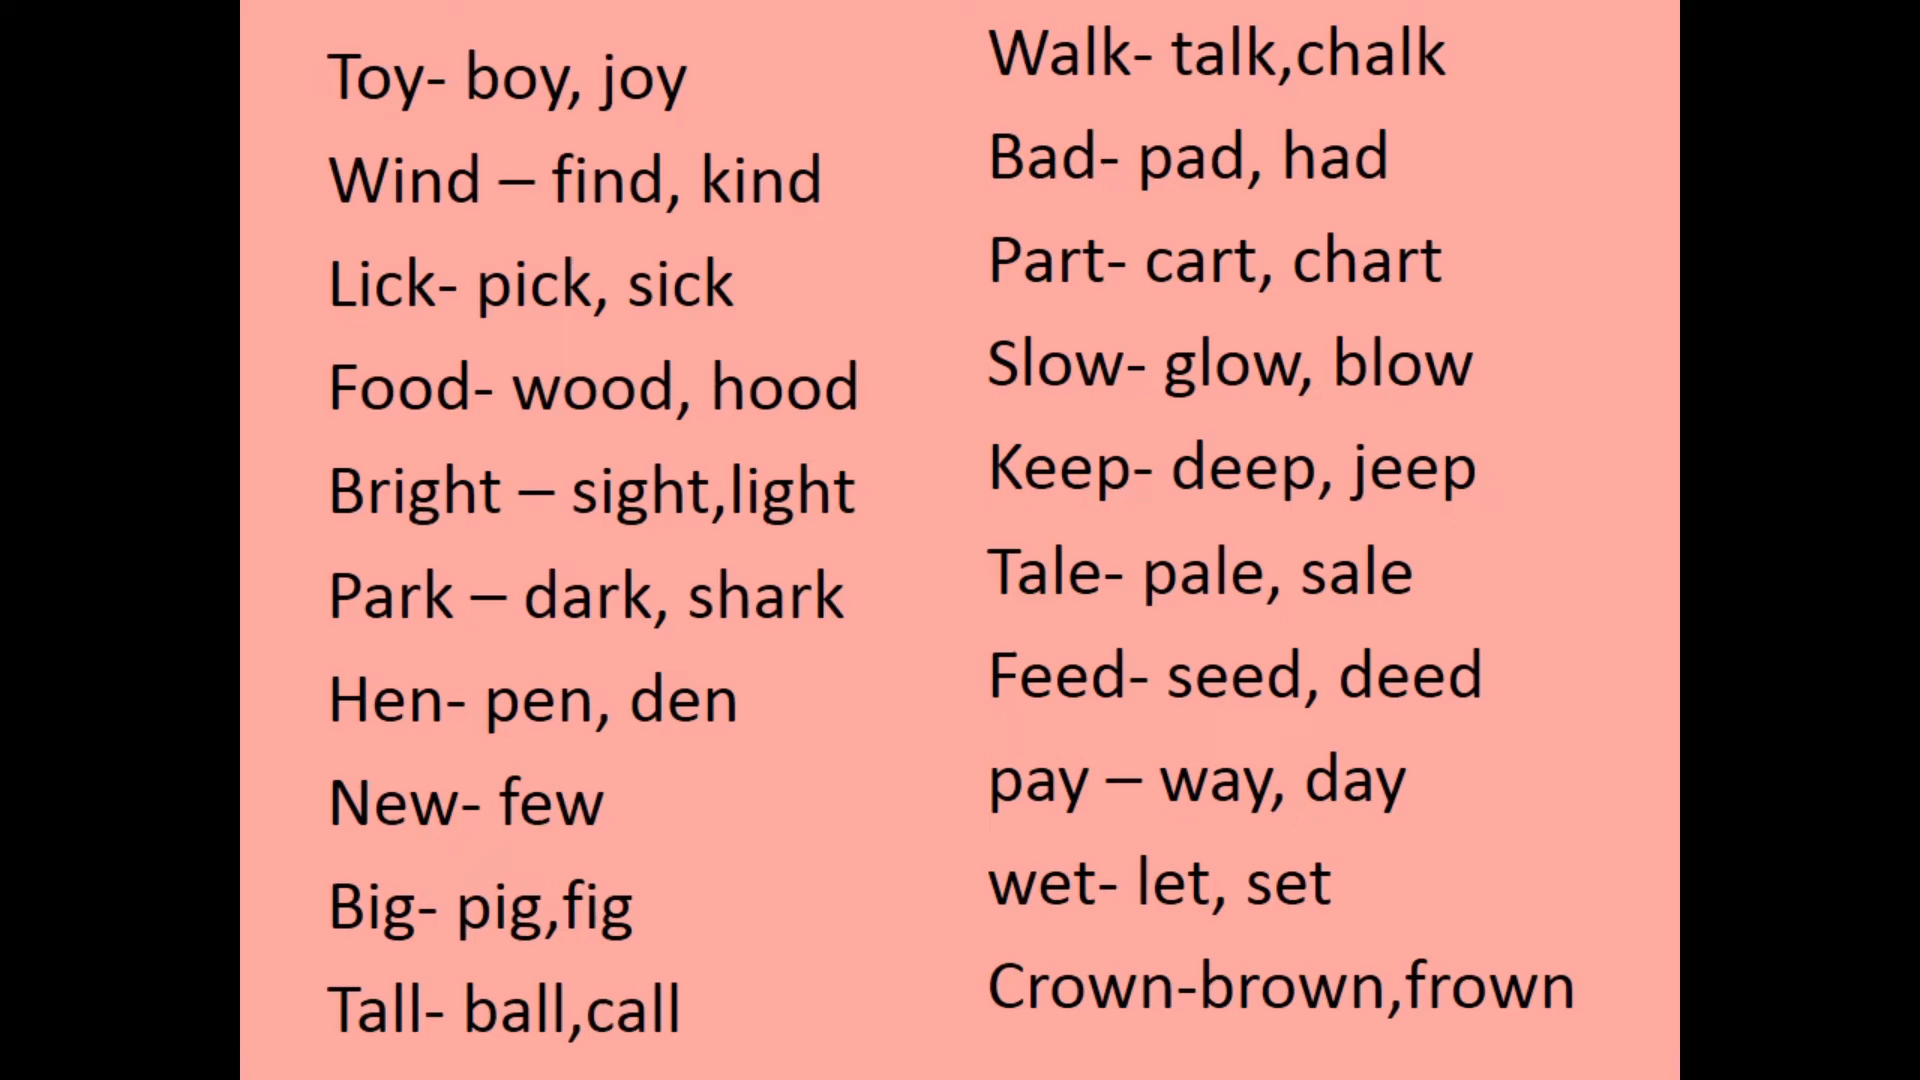 Toy- boy, joy
Wind – find, kind
Lick- pick, sick
Food- wood, hood
Bright – sight,light
Park – dark, shark
Hen- pen, den
New- few
Big- pig,fig
Tall- ball,call
Walk- talk,chalk
Bad- pad, had
Part- cart, chart
Slow- glow, blow
Keep- deep, jeep
Tale- pale, sale
Feed- seed, deed
pay – way, day
wet- let, set
Crown-brown,frown